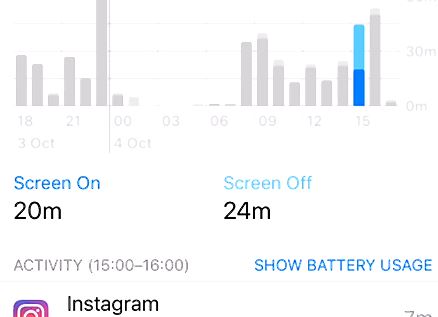 30m
0m
18 21 00 03 06 09 12 15
3 Oct 4 Oct
Screen On Screen Off
20m 24m
ACTIVITY (15:00–16:00) SHOW BATTERY USAGE
Instagram
7m